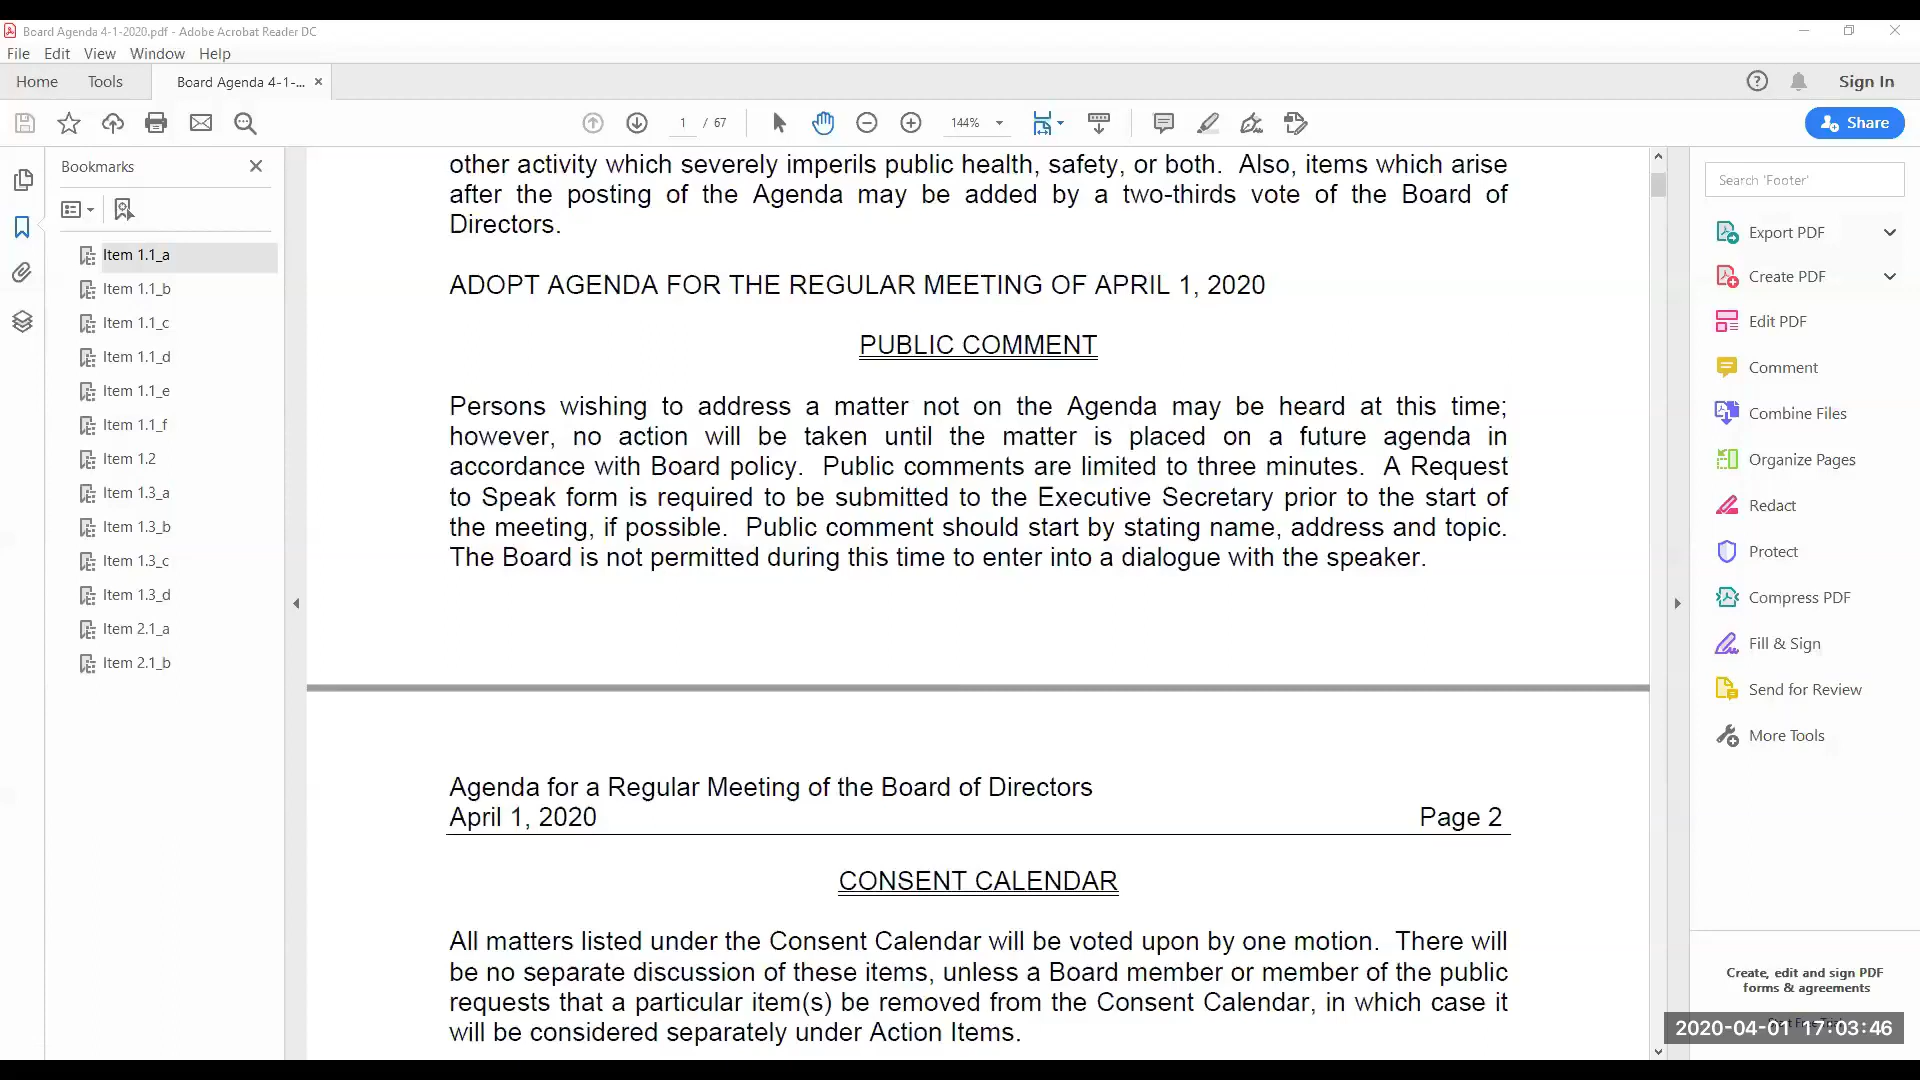 Board Agenda 4-1-2020.pdf - Adobe Acrobat Reader DC
File Edit View Window Help
Home Tools Board Agenda 4-1-... × Sign In
1 / 67 144% Share
Bookmarks
Item 1.1_a
Item 1.1_b
Item 1.1_c
Item 1.1_d
Item 1.1_e
Item 1.1_f
Item 1.2
Item 1.3_a
Item 1.3_b
Item 1.3_c
Item 1.3_d
Item 2.1_a
Item 2.1_b
other activity which severely imperils public health, safety, or both. Also, items which arise
after the posting of the Agenda may be added by a two-thirds vote of the Board of
Directors.
ADOPT AGENDA FOR THE REGULAR MEETING OF APRIL 1, 2020
PUBLIC COMMENT
Persons wishing to address a matter not on the Agenda may be heard at this time;
however, no action will be taken until the matter is placed on a future agenda in
accordance with Board policy. Public comments are limited to three minutes. A Request
to Speak form is required to be submitted to the Executive Secretary prior to the start of
the meeting, if possible. Public comment should start by stating name, address and topic.
The Board is not permitted during this time to enter into a dialogue with the speaker.
Agenda for a Regular Meeting of the Board of Directors
April 1, 2020 Page 2
CONSENT CALENDAR
All matters listed under the Consent Calendar will be voted upon by one motion. There will
be no separate discussion of these items, unless a Board member or member of the public
requests that a particular item(s) be removed from the Consent Calendar, in which case it
will be considered separately under Action Items.
Search 'Footer'
Export PDF
Create PDF
Edit PDF
Comment
Combine Files
Organize Pages
Redact
Protect
Compress PDF
Fill & Sign
Send for Review
More Tools
Create, edit and sign PDF
forms & agreements
2020-04-01 17:03:46